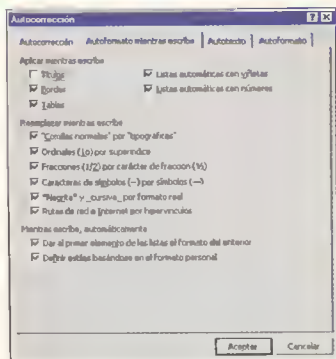 Autocorrección
Autocorrección Autoformato mientras escribe Autotexto Autoformato
Aplicar mientras escribe
Títulos Listas automáticas con viñetas
Bordes Listas automáticas con números
Tablas
Reemplazar mientras escribe
"Comillas normales" por "tipográficas"
Ordinales (1o) por superíndice
Fracciones (1/2) por carácter de fracción (½)
Caracteres de símbolos (--) por símbolos (—)
*Negrita* y _cursiva_ por formato real
Rutas de red e Internet por hipervínculos
Mientras escribe, automáticamente
Dar al primer elemento de las listas el formato del anterior
Definir estilos basándose en el formato personal
Aceptar Cancelar